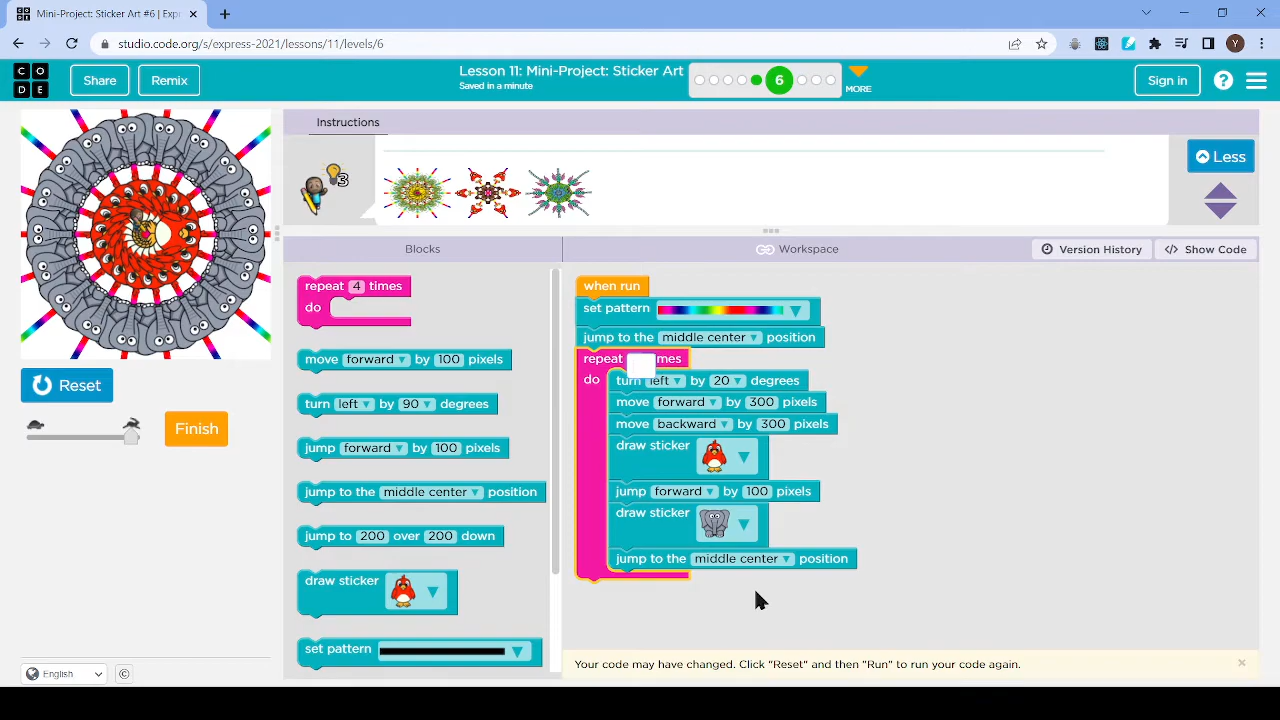 Mini-Project: Sticker Art #6 | Exp
studio.code.org/s/express-2021/lessons/11/levels/6
Y
C O
D E
Share
Remix
Lesson 11: Mini-Project: Sticker Art
Saved in a minute
6
MORE
Sign in
?
Instructions
3
Less
Blocks
Workspace
Version History
Show Code
Reset
Finish
repeat 4 times
do
move forward by 100 pixels
turn left by 90 degrees
jump forward by 100 pixels
jump to the middle center position
jump to 200 over 200 down
draw sticker
set pattern
when run
set pattern
jump to the middle center position
repeat mes
do
turn left by 20 degrees
move forward by 300 pixels
move backward by 300 pixels
draw sticker
jump forward by 100 pixels
draw sticker
jump to the middle center position
Your code may have changed. Click "Reset" and then "Run" to run your code again.
English
©